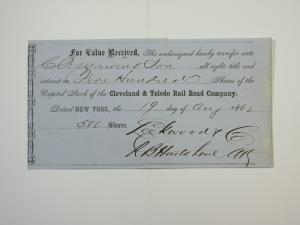 For Value Received, The undersigned hereby transfer unto
Son all right, title and
interest in Five Hundred Shares of the
Capital Stock of the Cleveland & Toledo Rail Road Company.
Dated NEW YORK, the 19 day of Aug 186
500 Shares Lockwood & Co